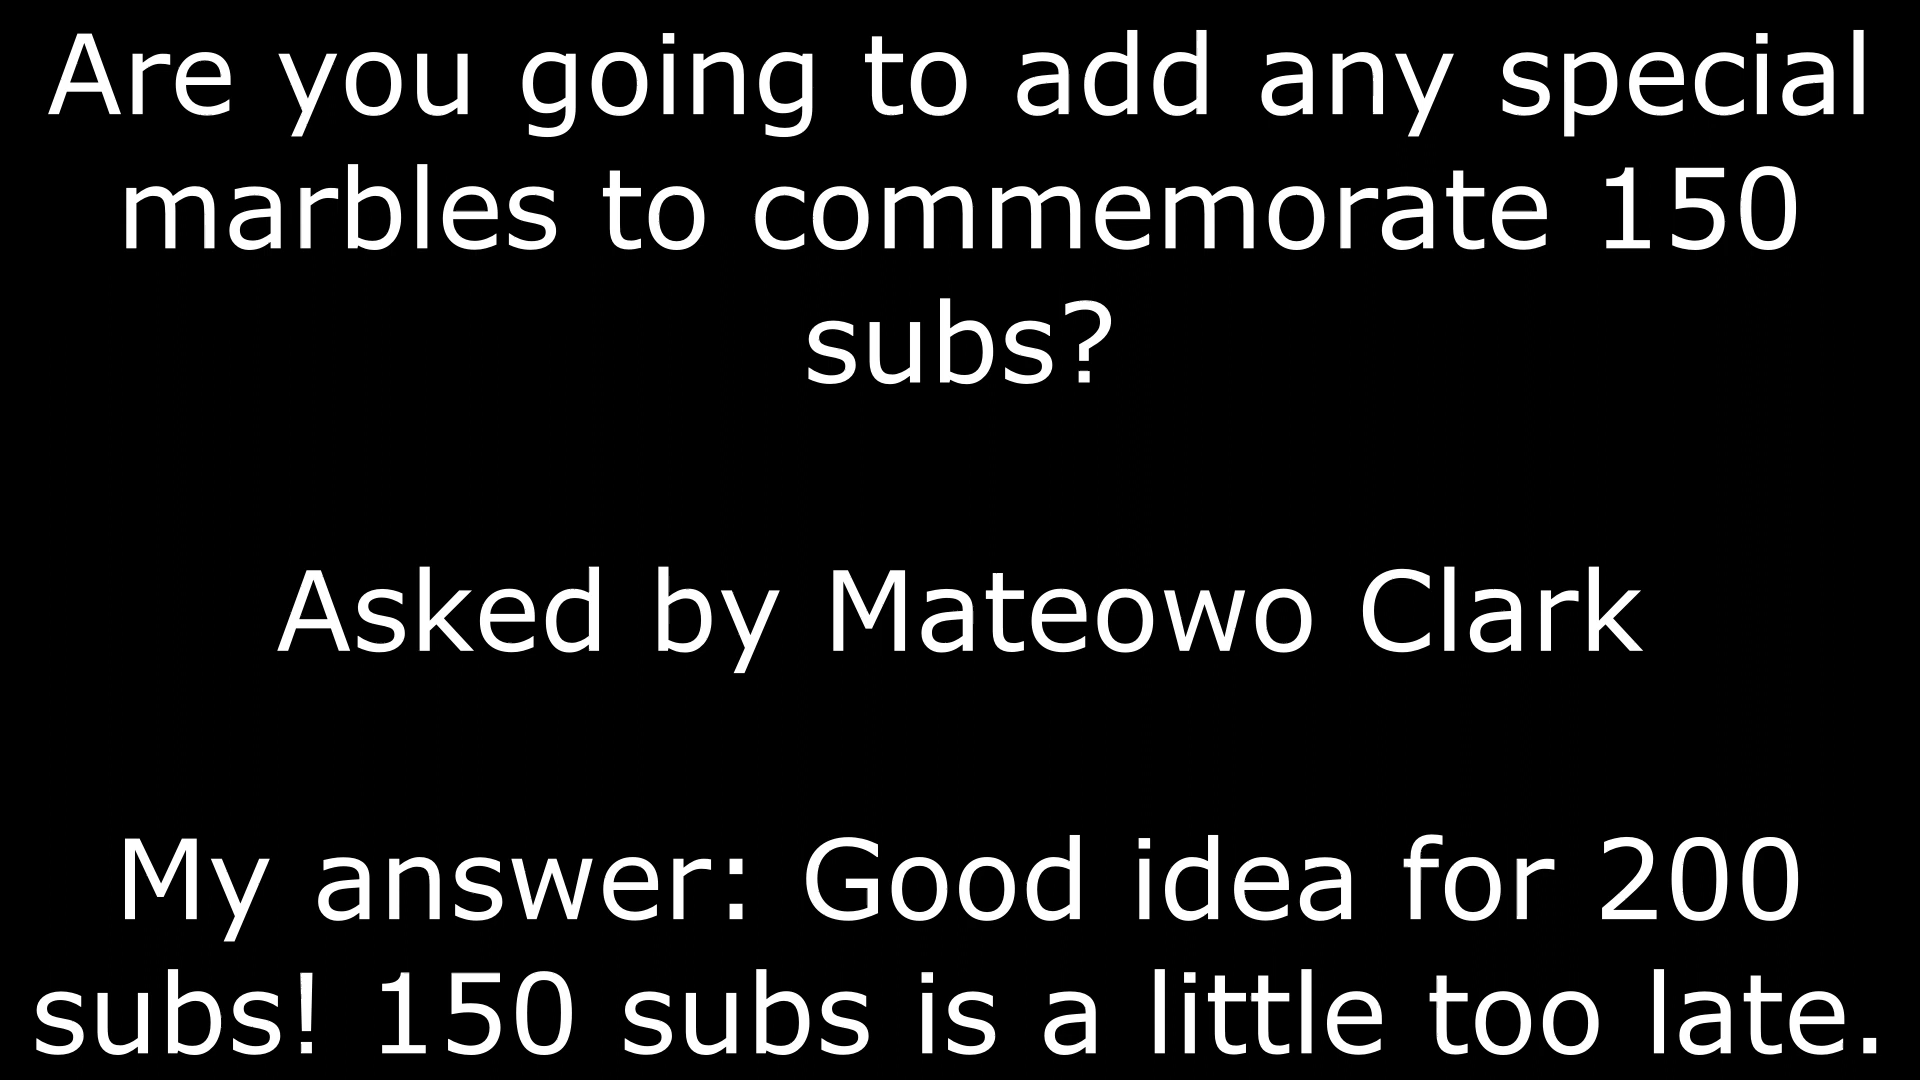 Are you going to add any special
marbles to commemorate 150
subs?
Asked by Mateowo Clark
My answer: Good idea for 200
subs! 150 subs is a little too late.